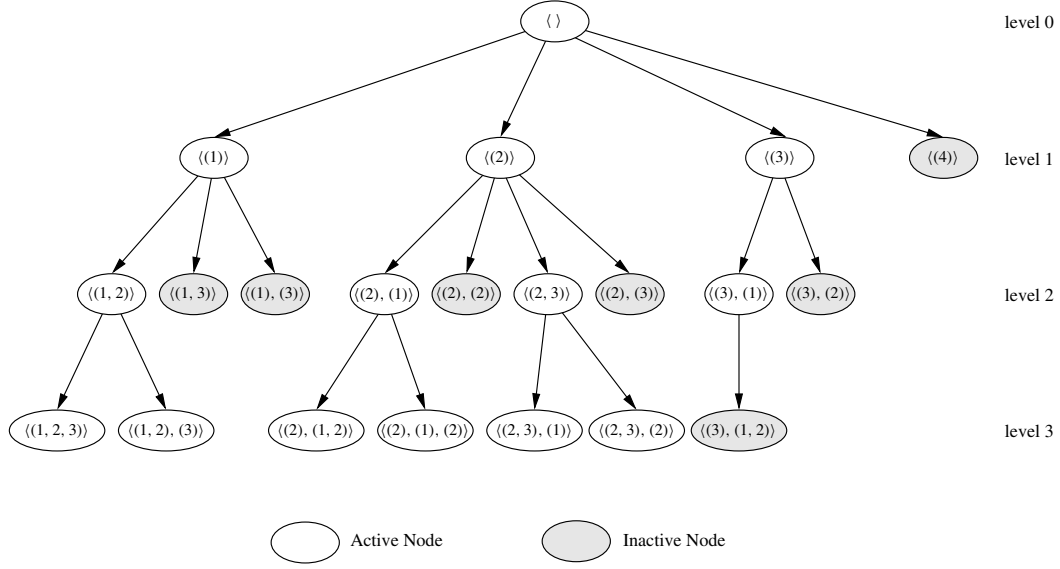 ⟨ ⟩ level 0
⟨(1)⟩ ⟨(2)⟩ ⟨(3)⟩ ⟨(4)⟩ level 1
⟨(1, 2)⟩ ⟨(1, 3)⟩ ⟨(1), (3)⟩ ⟨(2), (1)⟩ ⟨(2), (2)⟩ ⟨(2, 3)⟩ ⟨(2), (3)⟩ ⟨(3), (1)⟩ ⟨(3), (2)⟩ level 2
⟨(1, 2, 3)⟩ ⟨(1, 2), (3)⟩ ⟨(2), (1, 2)⟩ ⟨(2), (1), (2)⟩ ⟨(2, 3), (1)⟩ ⟨(2, 3), (2)⟩ ⟨(3), (1, 2)⟩ level 3
Active Node Inactive Node